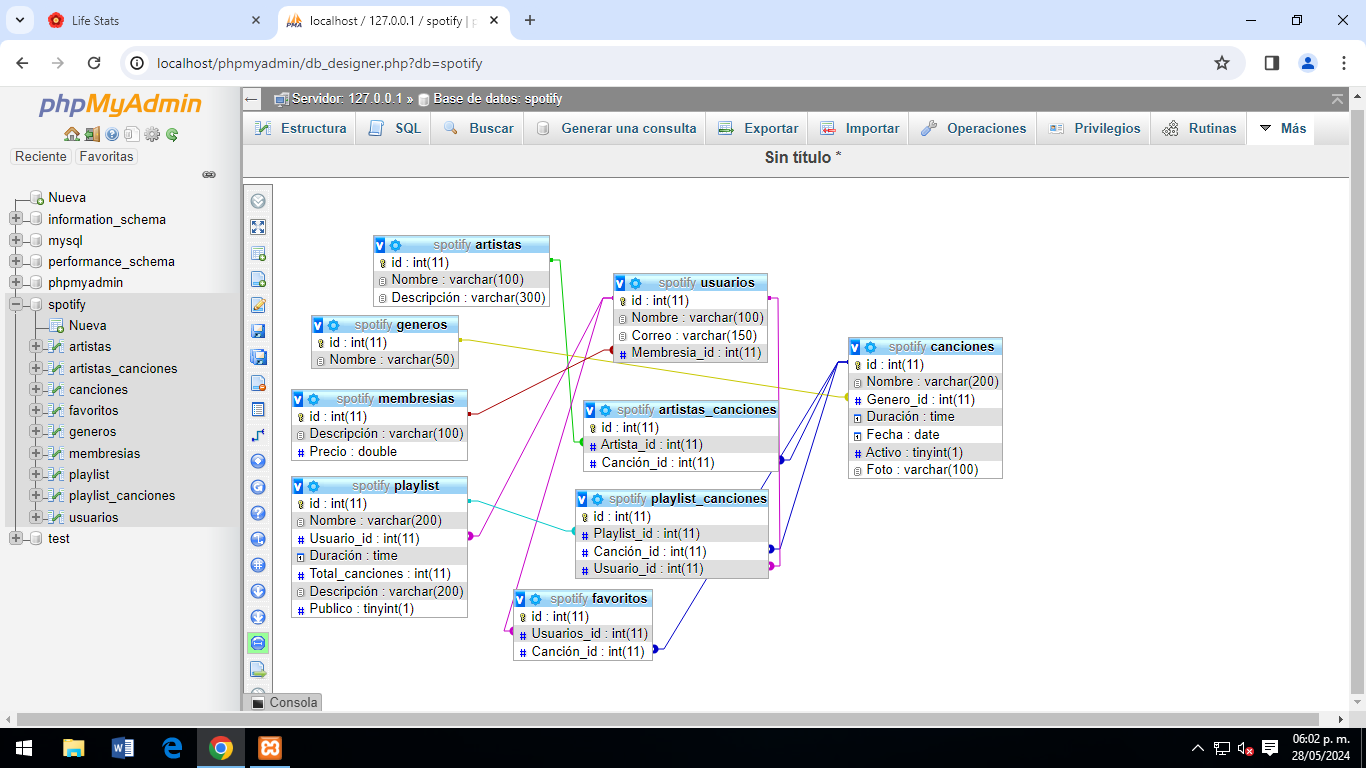 Life Stats
localhost / 127.0.0.1 / spotify | p
localhost/phpmyadmin/db_designer.php?db=spotify
phpMyAdmin
Reciente
Favoritas
Nueva
information_schema
mysql
performance_schema
phpmyadmin
spotify
Nueva
artistas
artistas_canciones
canciones
favoritos
generos
membresias
playlist
playlist_canciones
usuarios
test
Servidor: 127.0.0.1 » Base de datos: spotify
Estructura
SQL
Buscar
Generar una consulta
Exportar
Importar
Operaciones
Privilegios
Rutinas
Más
Sin título *
spotify artistas
id : int(11)
Nombre : varchar(100)
Descripción : varchar(300)
spotify generos
id : int(11)
Nombre : varchar(50)
spotify membresias
id : int(11)
Descripción : varchar(100)
Precio : double
spotify playlist
id : int(11)
Nombre : varchar(200)
Usuario_id : int(11)
Duración : time
Total_canciones : int(11)
Descripción : varchar(200)
Publico : tinyint(1)
spotify usuarios
id : int(11)
Nombre : varchar(100)
Correo : varchar(150)
Membresia_id : int(11)
spotify artistas_canciones
id : int(11)
Artista_id : int(11)
Canción_id : int(11)
spotify playlist_canciones
id : int(11)
Playlist_id : int(11)
Canción_id : int(11)
Usuario_id : int(11)
spotify favoritos
id : int(11)
Usuarios_id : int(11)
Canción_id : int(11)
spotify canciones
id : int(11)
Nombre : varchar(200)
Genero_id : int(11)
Duración : time
Fecha : date
Activo : tinyint(1)
Foto : varchar(100)
Consola
06:02 p. m.
28/05/2024